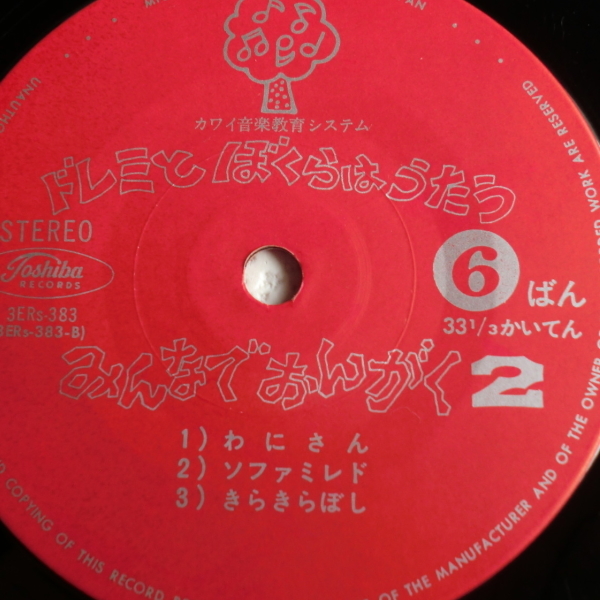 カワイ音楽教育システム
ドレミと ぼくらは うたう
STEREO
Toshiba
RECORDS
3ERs-383
3ERs-383-B)
6 ばん
33 1/3 かいてん
みんなで おんがく 2
1) わにさん
2) ソファミレド
3) きらきらぼし
COPYING OF THIS RECORD
OF THE MANUFACTURER AND OF THE OWNER
WORK ARE RESERVED